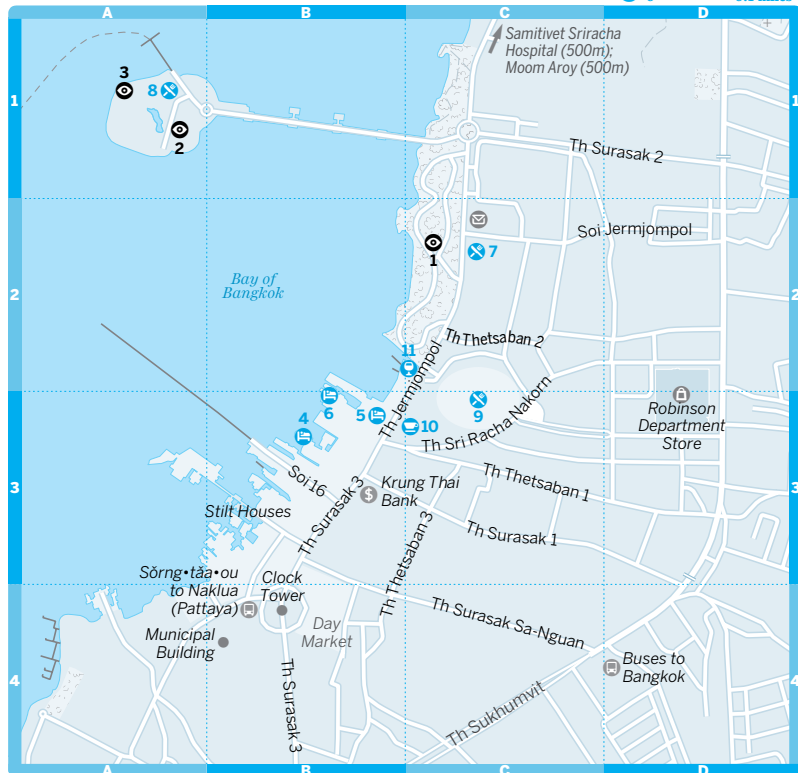 A B C D
Samitivet Sriracha
Hospital (500m);
Moom Aroy (500m)
3
8
1 1
2
Th Surasak 2
Soi Jermjompol
1
7
Bay of
Bangkok
2 2
Th Thetsaban 2
11
Th Jermjompol
6
5
4
10
9
Th Sri Racha Nakorn
Robinson
Department
Store
Soi 16
Krung Thai
Bank
$
Th Thetsaban 1
3 3
Stilt Houses
Th Surasak 3
Th Surasak 1
Th Thetsaban 3
Sŏrng•tăa•ou
to Naklua
(Pattaya)
Clock
Tower
Day
Market
Municipal
Building
Th Surasak Sa-Nguan
Buses to
Bangkok
4 4
Th Surasak 3
Th Sukhumvit
A B C D